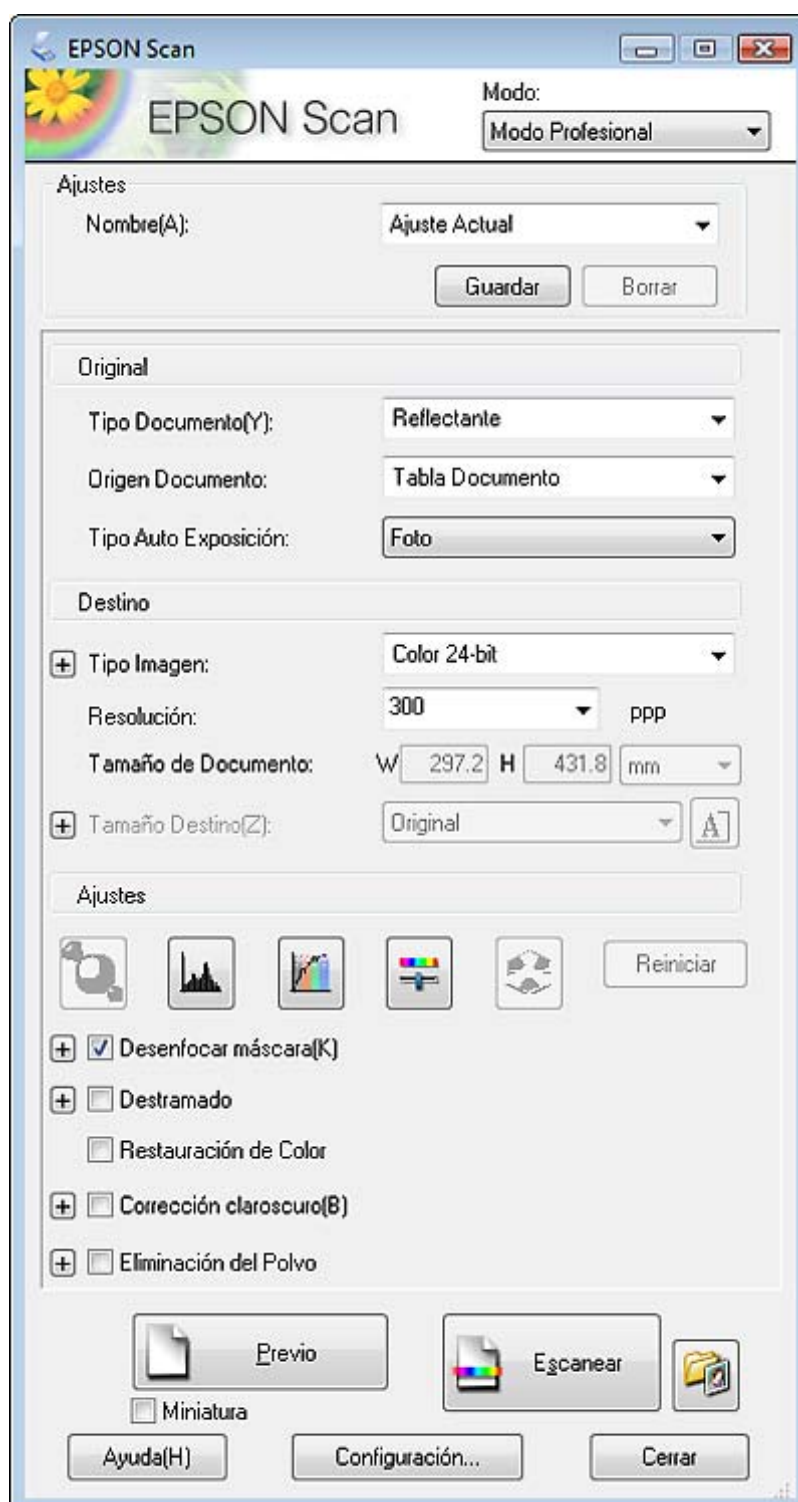 EPSON Scan
EPSON Scan
Modo:
Modo Profesional
Ajustes
Nombre(A): Ajuste Actual
Guardar Borrar
Original
Tipo Documento(Y): Reflectante
Origen Documento: Tabla Documento
Tipo Auto Exposición: Foto
Destino
Tipo Imagen: Color 24-bit
Resolución: 300 ppp
Tamaño de Documento: W 297.2 H 431.8 mm
Tamaño Destino(Z): Original A
Ajustes
Reiniciar
Desenfocar máscara(K)
Destramado
Restauración de Color
Corrección claroscuro(B)
Eliminación del Polvo
Previo Escanear
Miniatura
Ayuda(H) Configuración... Cerrar